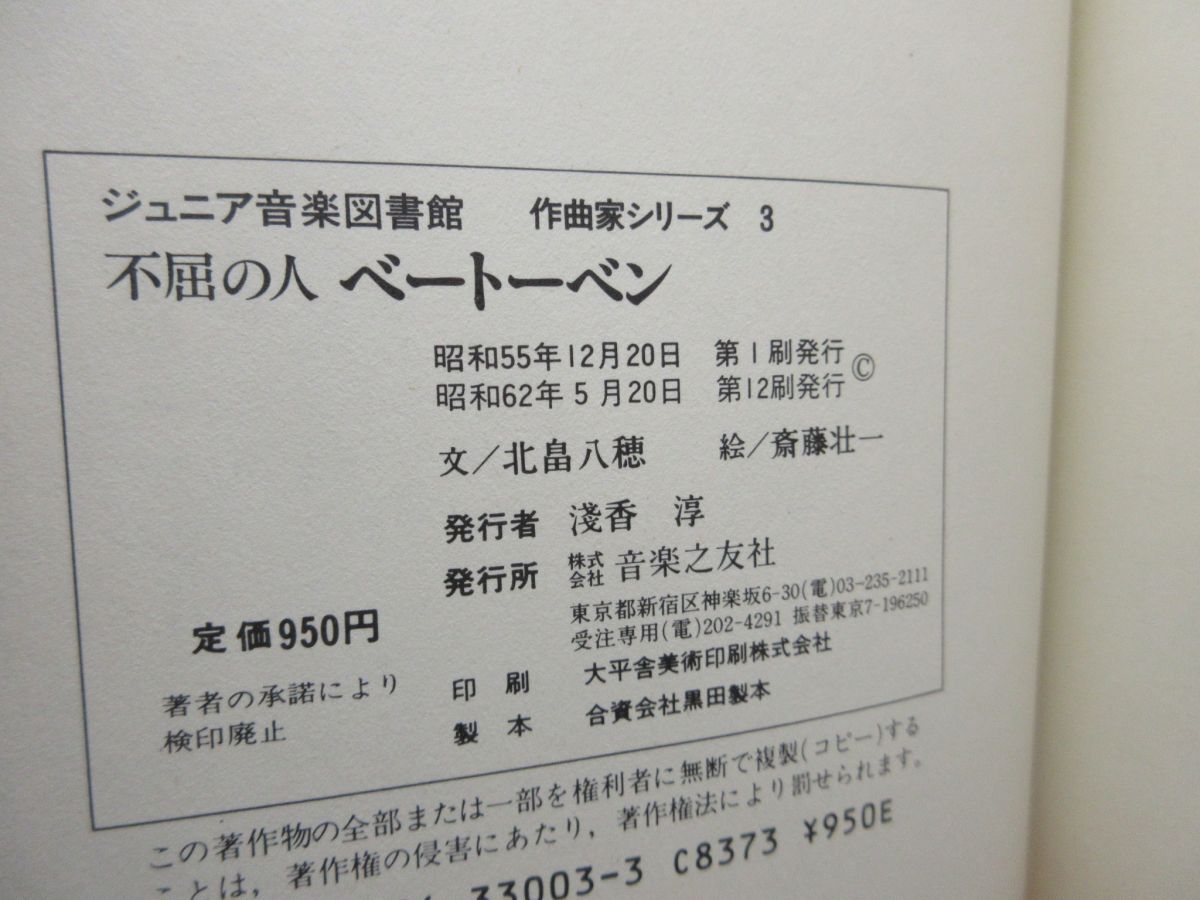 ジュニア音楽図書館 作曲家シリーズ 3
不屈の人 ベートーベン
昭和55年12月20日 第1刷発行
昭和62年5月20日 第12刷発行 ©
文/北畠八穂 絵/斎藤壮一
発行者 淺香 淳
発行所 株式会社 音楽之友社
東京都新宿区神楽坂6-30(電)03-235-2111
受注専用(電)202-4291 振替東京7-196250
定価950円
印刷 大平舎美術印刷株式会社
製本 合資会社黒田製本
著者の承諾により
検印廃止
この著作物の全部または一部を権利者に無断で複製(コピー)する
ことは,著作権の侵害にあたり,著作権法により罰せられます。
33003-3 C8373 ¥950E